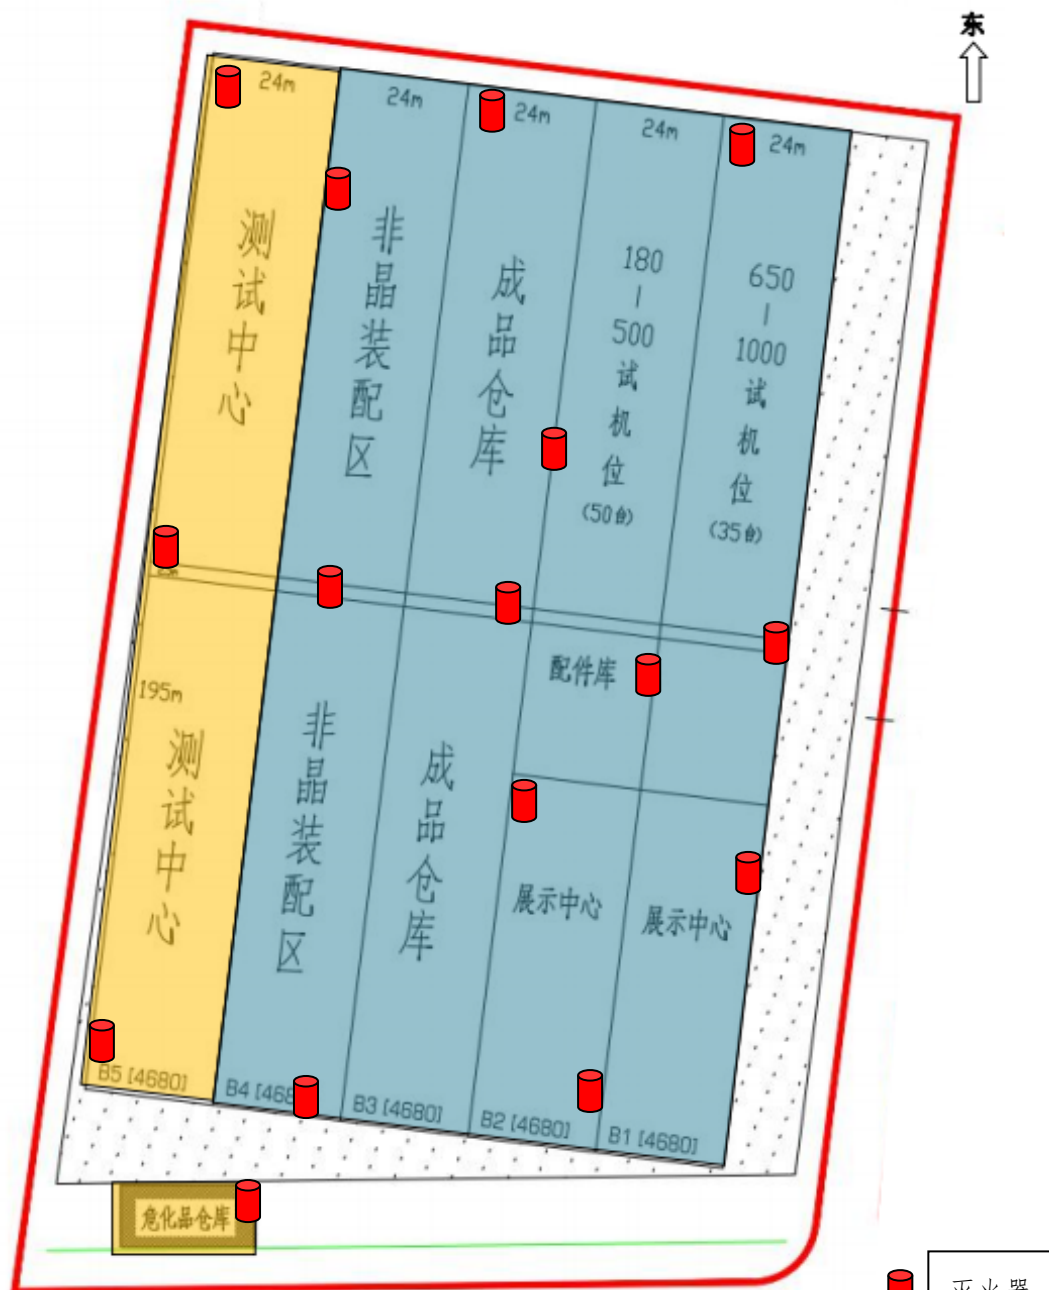 东
24m
24m
24m
24m
24m
测试中心
非晶装配区
成品仓库
180
|
500
试机位
(50台)
650
|
1000
试机位
(35台)
195m
测试中心
非晶装配区
成品仓库
配件库
展示中心
展示中心
B5 [4680]
B4 [468
B3 [4680]
B2 [4680]
B1 [4680]
危化品仓库
灭火器